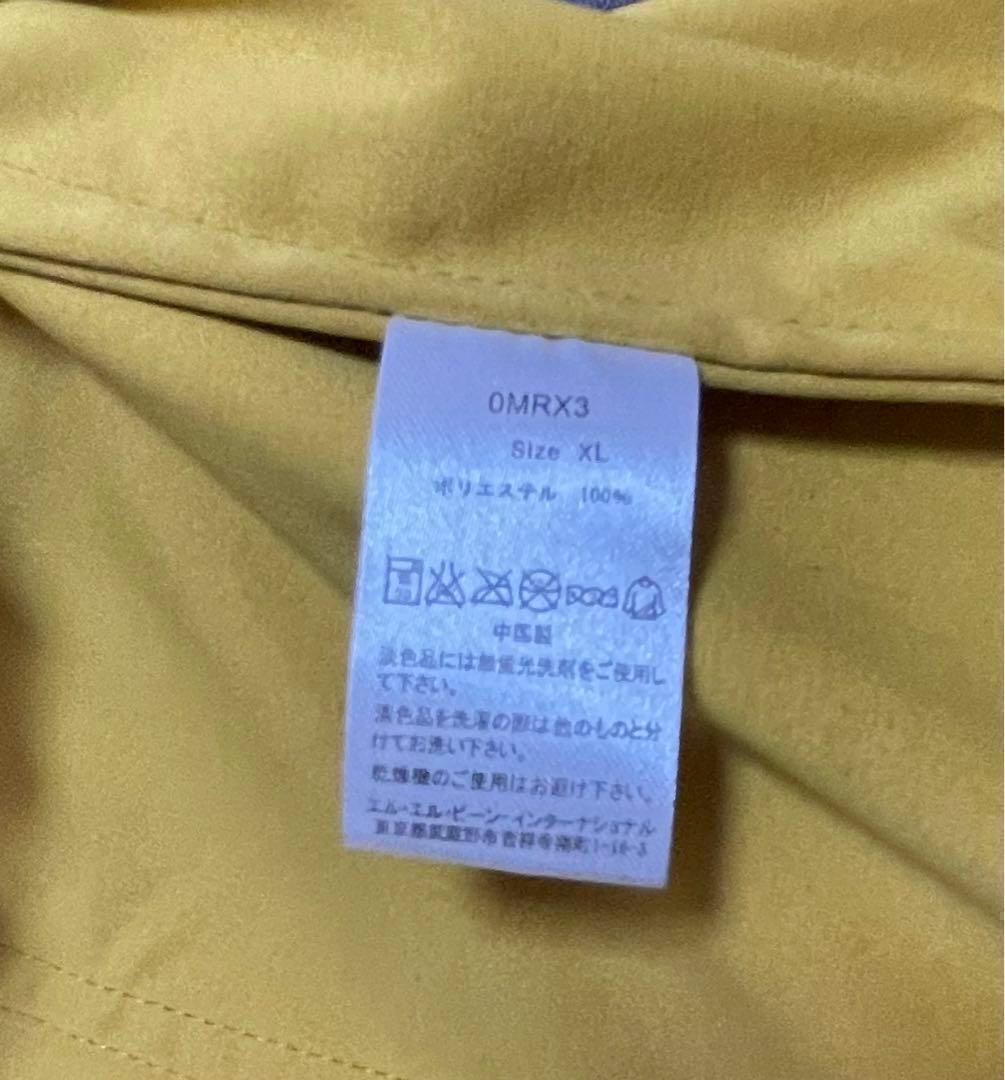 0MRX3
Size XL
ポリエステル 100%
中国製
淡色品には無蛍光洗剤をご使用し
て下さい。
濃色品を洗濯の際は他のものと分
けてお洗い下さい。
乾燥機のご使用はお避け下さい。
エル・エル・ビーン・インターナショナル
東京都武蔵野市吉祥寺南町1-16-3